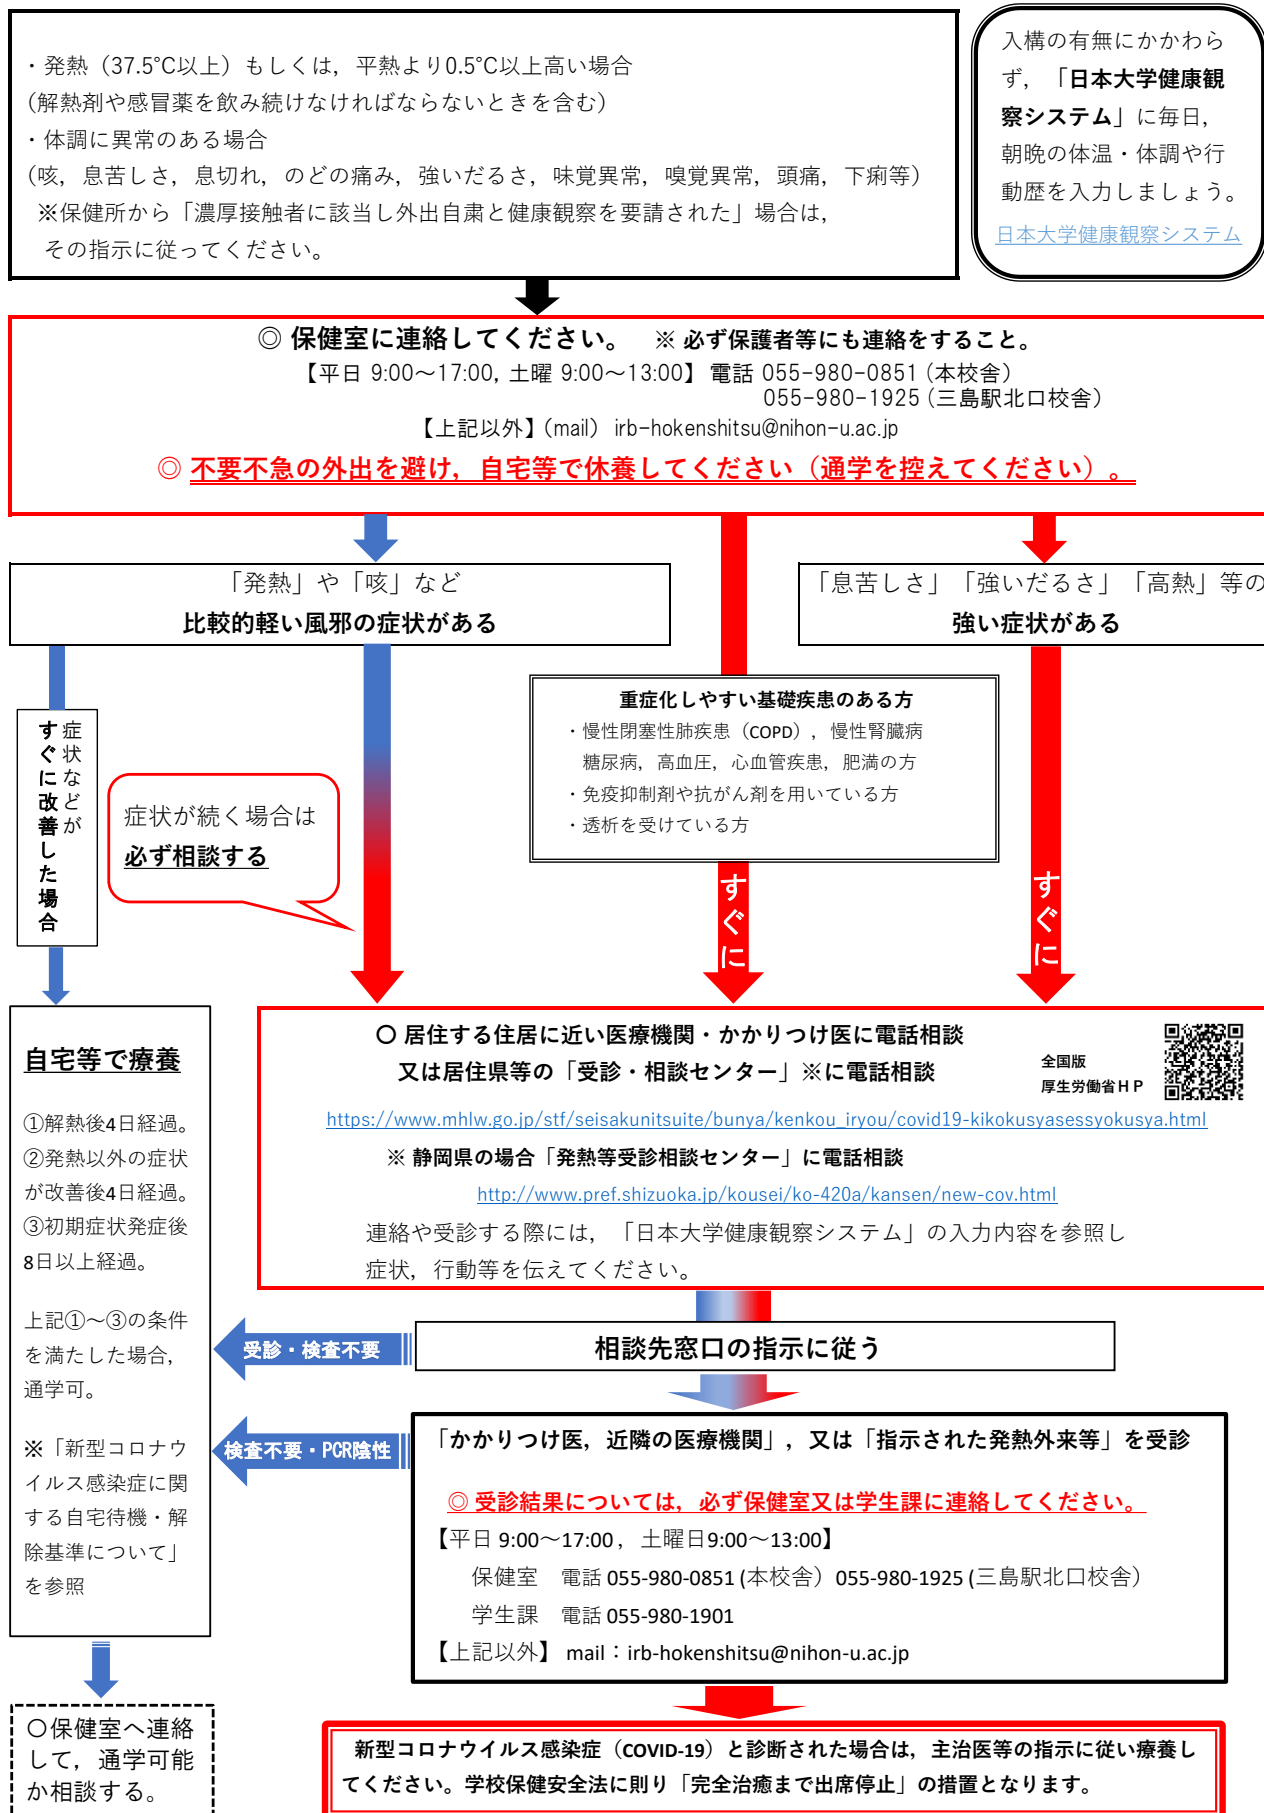 ・発熱（37.5℃以上）もしくは，平熱より0.5℃以上高い場合
(解熱剤や感冒薬を飲み続けなければならないときを含む)
・体調に異常のある場合
(咳，息苦しさ，息切れ，のどの痛み，強いだるさ，味覚異常，嗅覚異常，頭痛，下痢等)
※保健所から「濃厚接触者に該当し外出自粛と健康観察を要請された」場合は，
その指示に従ってください。
入構の有無にかかわら
ず，「日本大学健康観
察システム」に毎日，
朝晩の体温・体調や行
動歴を入力しましょう。
日本大学健康観察システム
◎ 保健室に連絡してください。 ※ 必ず保護者等にも連絡をすること。
【平日 9:00～17:00，土曜 9:00～13:00】 電話 055-980-0851（本校舎）
055-980-1925（三島駅北口校舎）
【上記以外】（mail） irb-hokenshitsu@nihon-u.ac.jp
◎ 不要不急の外出を避け，自宅等で休養してください（通学を控えてください）。
「発熱」や「咳」など
比較的軽い風邪の症状がある
「息苦しさ」「強いだるさ」「高熱」等の
強い症状がある
重症化しやすい基礎疾患のある方
・慢性閉塞性肺疾患（COPD），慢性腎臓病
糖尿病，高血圧，心血管疾患，肥満の方
・免疫抑制剤や抗がん剤を用いている方
・透析を受けている方
症状などが
すぐに改善した場合
症状が続く場合は
必ず相談する
すぐに
すぐに
自宅等で療養
①解熱後4日経過。
②発熱以外の症状
が改善後4日経過。
③初期症状発症後
8日以上経過。
上記①～③の条件
を満たした場合，
通学可。
※「新型コロナウ
イルス感染症に関
する自宅待機・解
除基準について」
を参照
〇 居住する住居に近い医療機関・かかりつけ医に電話相談
又は居住県等の「受診・相談センター」※に電話相談
全国版
厚生労働省ＨＰ
https://www.mhlw.go.jp/stf/seisakunitsuite/bunya/kenkou_iryou/covid19-kikokusyasessyokusya.html
※ 静岡県の場合「発熱等受診相談センター」に電話相談
http://www.pref.shizuoka.jp/kousei/ko-420a/kansen/new-cov.html
連絡や受診する際には，「日本大学健康観察システム」の入力内容を参照し
症状，行動等を伝えてください。
受診・検査不要
相談先窓口の指示に従う
検査不要・PCR陰性
「かかりつけ医，近隣の医療機関」，又は「指示された発熱外来等」を受診
◎ 受診結果については，必ず保健室又は学生課に連絡してください。
【平日 9:00～17:00 ，土曜日9:00～13:00】
保健室 電話 055-980-0851 (本校舎） 055-980-1925 (三島駅北口校舎）
学生課 電話 055-980-1901
【上記以外】 mail：irb-hokenshitsu@nihon-u.ac.jp
〇保健室へ連絡
して，通学可能
か相談する。
新型コロナウイルス感染症（COVID-19）と診断された場合は，主治医等の指示に従い療養し
てください。学校保健安全法に則り「完全治癒まで出席停止」の措置となります。